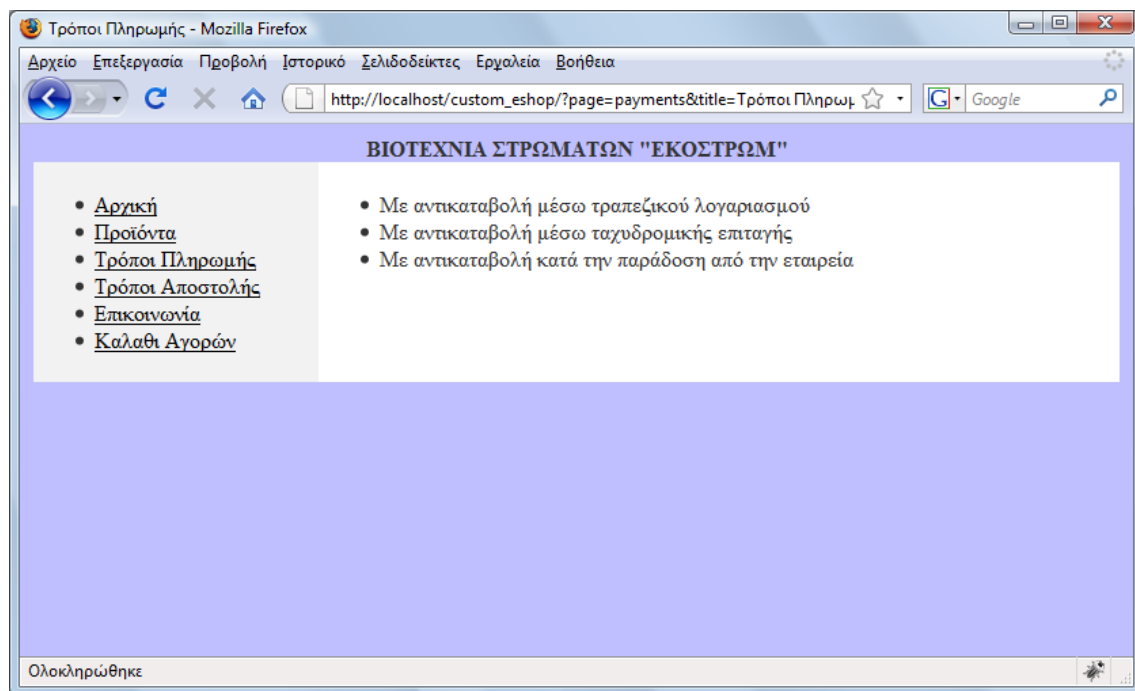 Τρόποι Πληρωμής - Mozilla Firefox
Αρχείο Επεξεργασία Προβολή Ιστορικό Σελιδοδείκτες Εργαλεία Βοήθεια
http://localhost/custom_eshop/?page=payments&title=Τρόποι Πληρωμ
G Google
ΒΙΟΤΕΧΝΙΑ ΣΤΡΩΜΑΤΩΝ "ΕΚΟΣΤΡΩΜ"
Αρχική
Προϊόντα
Τρόποι Πληρωμής
Τρόποι Αποστολής
Επικοινωνία
Καλαθι Αγορών
Με αντικαταβολή μέσω τραπεζικού λογαριασμού
Με αντικαταβολή μέσω ταχυδρομικής επιταγής
Με αντικαταβολή κατά την παράδοση από την εταιρεία
Ολοκληρώθηκε